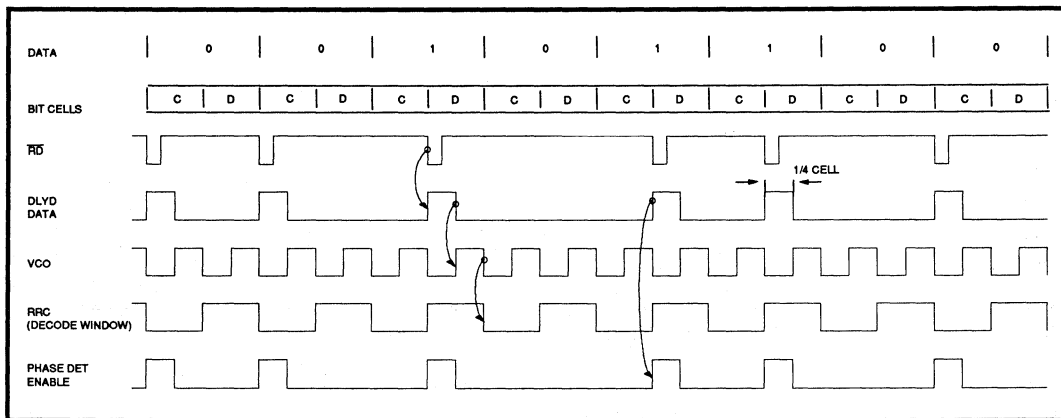 DATA 0 0 1 0 1 1 0 0
BIT CELLS C D C D C D C D C D C D C D C D
RD
1/4 CELL
DLYD
DATA
VCO
RRC
(DECODE WINDOW)
PHASE DET
ENABLE